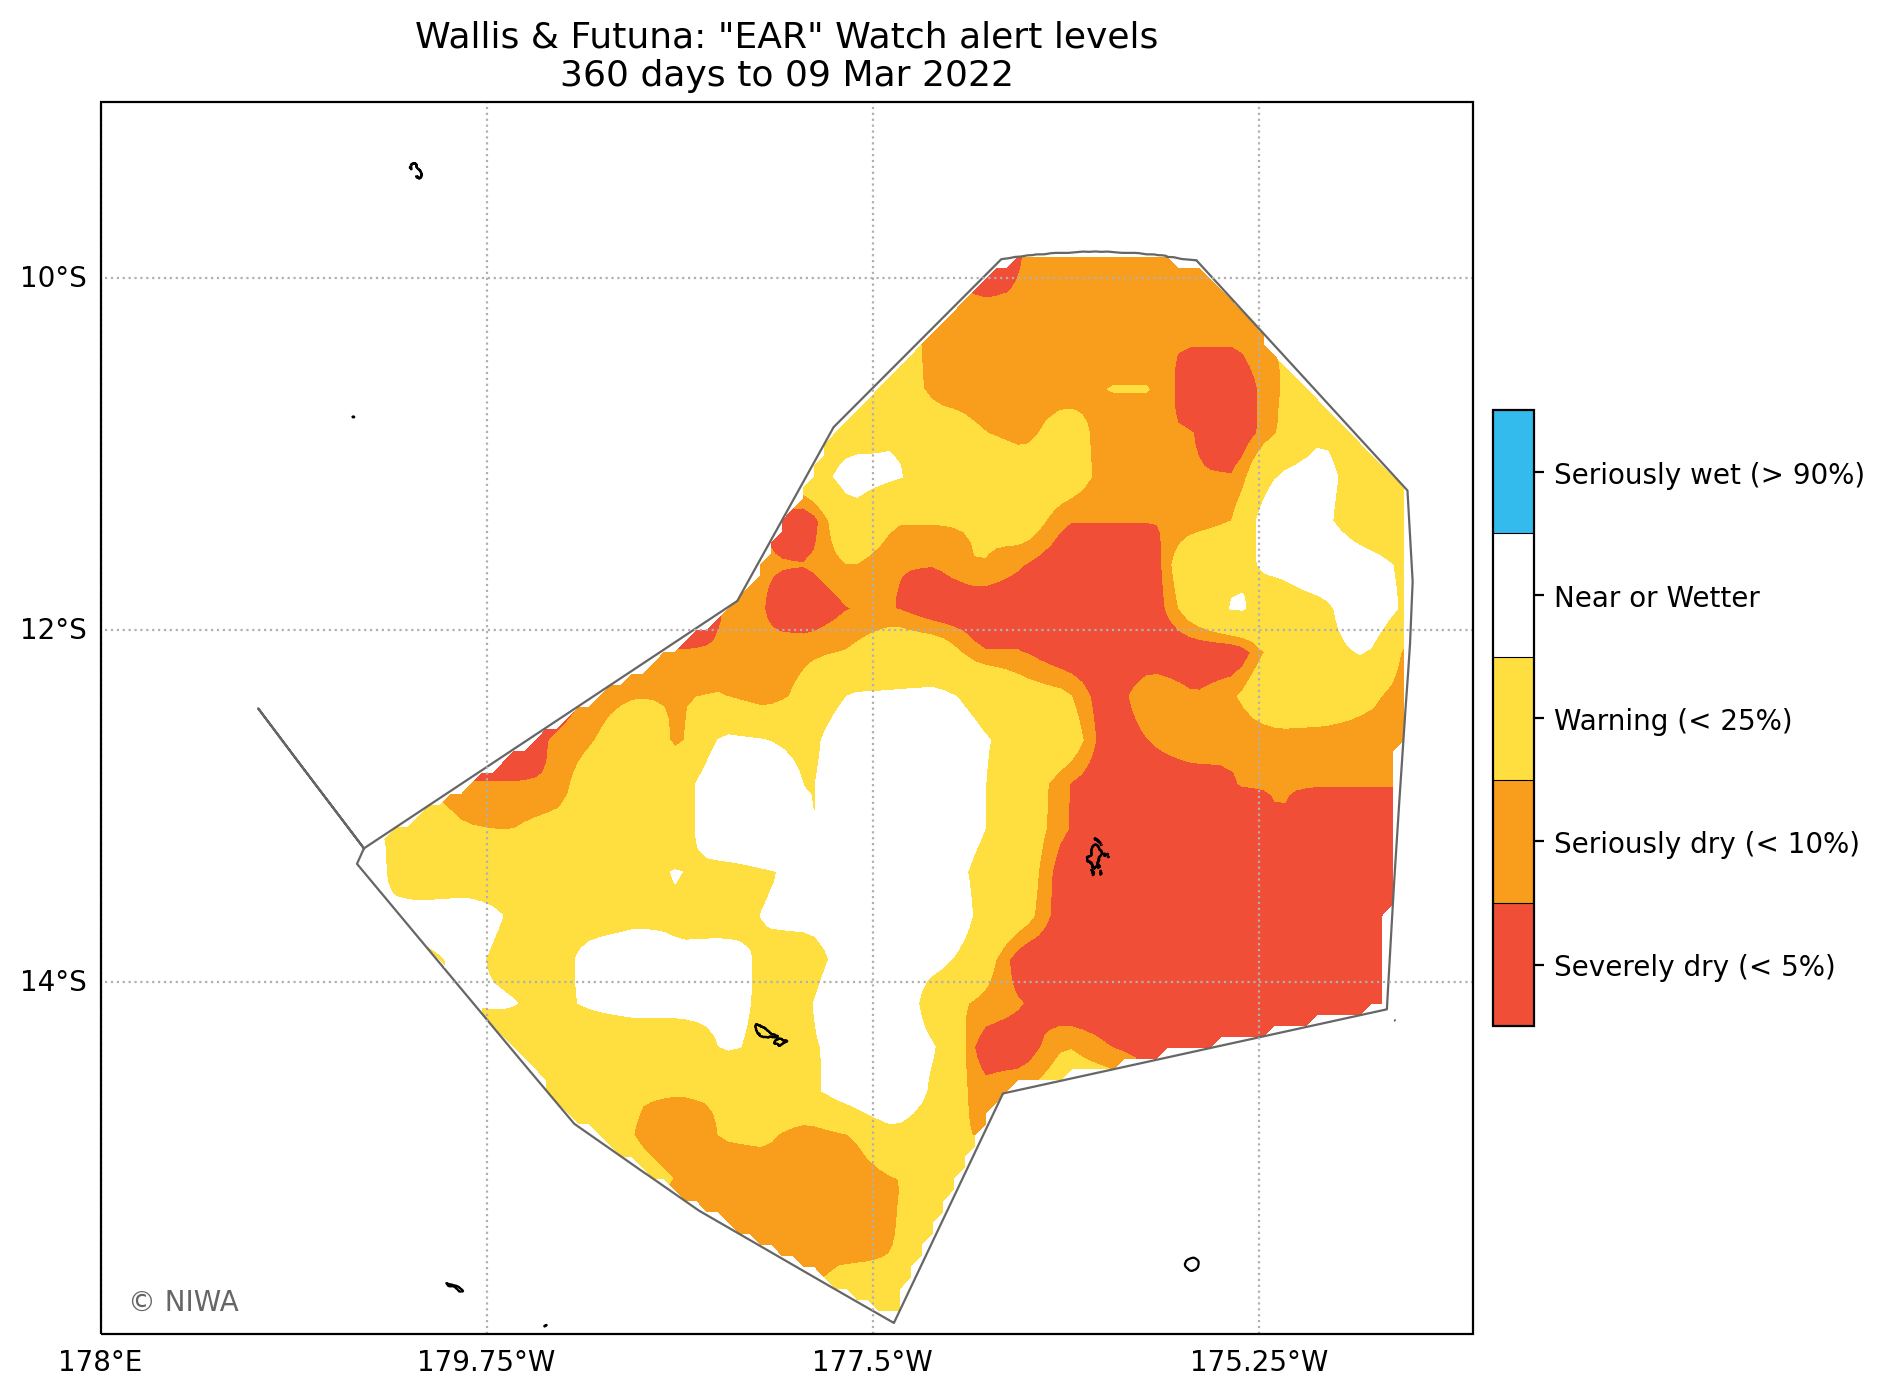 Wallis & Futuna: "EAR" Watch alert levels
360 days to 09 Mar 2022
10°S
12°S
14°S
178°E
179.75°W
177.5°W
175.25°W
Seriously wet (> 90%)
Near or Wetter
Warning (< 25%)
Seriously dry (< 10%)
Severely dry (< 5%)
© NIWA